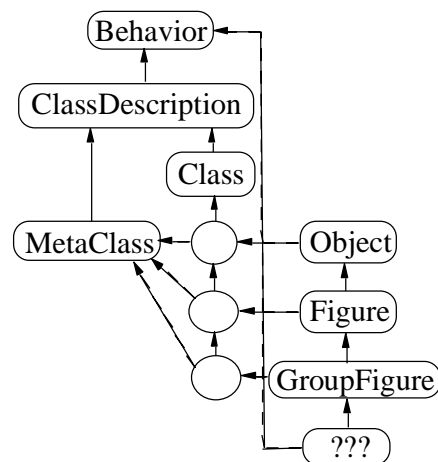 Behavior
ClassDescription
Class
MetaClass
Object
Figure
GroupFigure
???